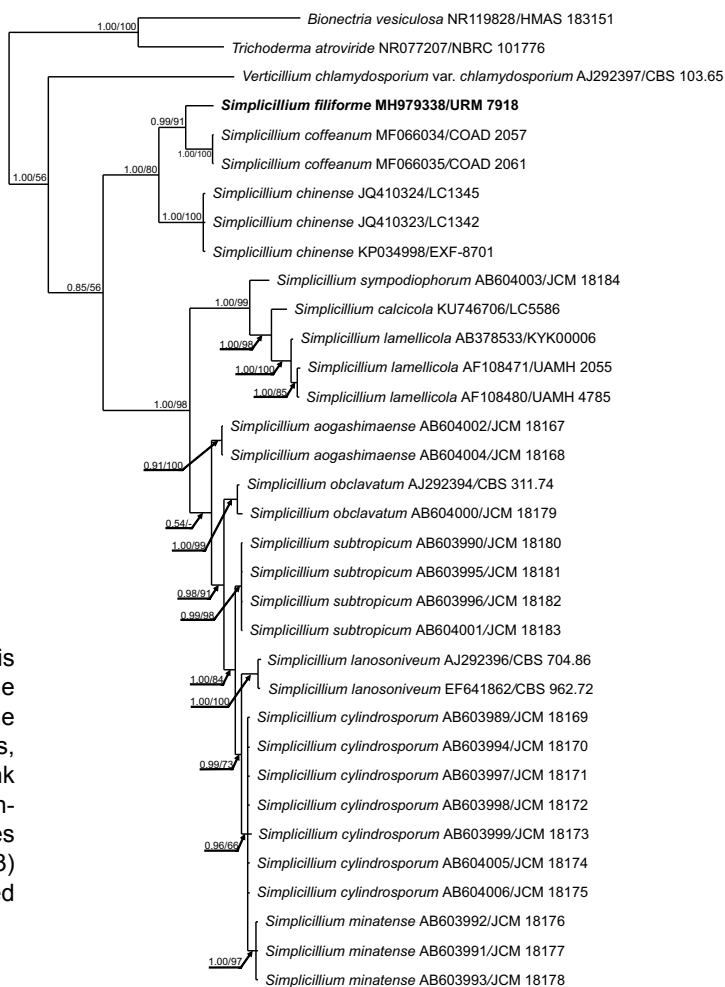 1.00/100
Bionectria vesiculosa NR119828/HMAS 183151
Trichoderma atroviride NR077207/NBRC 101776
Verticillium chlamydosporium var. chlamydosporium AJ292397/CBS 103.65
Simplicillium filiforme MH979338/URM 7918
0.99/91
Simplicillium coffeanum MF066034/COAD 2057
1.00/100
Simplicillium coffeanum MF066035/COAD 2061
1.00/80
1.00/56
Simplicillium chinense JQ410324/LC1345
1.00/100
Simplicillium chinense JQ410323/LC1342
Simplicillium chinense KP034998/EXF-8701
0.85/56
Simplicillium sympodiophorum AB604003/JCM 18184
1.00/99
Simplicillium calcicola KU746706/LC5586
1.00/98
Simplicillium lamellicola AB378533/KYK00006
1.00/100
Simplicillium lamellicola AF108471/UAMH 2055
1.00/85
Simplicillium lamellicola AF108480/UAMH 4785
1.00/98
Simplicillium aogashimaense AB604002/JCM 18167
0.91/100
Simplicillium aogashimaense AB604004/JCM 18168
Simplicillium obclavatum AJ292394/CBS 311.74
Simplicillium obclavatum AB604000/JCM 18179
0.54/-
1.00/99
Simplicillium subtropicum AB603990/JCM 18180
Simplicillium subtropicum AB603995/JCM 18181
0.98/91
Simplicillium subtropicum AB603996/JCM 18182
0.99/98
Simplicillium subtropicum AB604001/JCM 18183
Simplicillium lanosoniveum AJ292396/CBS 704.86
1.00/84
Simplicillium lanosoniveum EF641862/CBS 962.72
1.00/100
Simplicillium cylindrosporum AB603989/JCM 18169
Simplicillium cylindrosporum AB603994/JCM 18170
0.99/73
Simplicillium cylindrosporum AB603997/JCM 18171
Simplicillium cylindrosporum AB603998/JCM 18172
Simplicillium cylindrosporum AB603999/JCM 18173
0.96/66
Simplicillium cylindrosporum AB604005/JCM 18174
Simplicillium cylindrosporum AB604006/JCM 18175
Simplicillium minatense AB603992/JCM 18176
Simplicillium minatense AB603991/JCM 18177
1.00/97
Simplicillium minatense AB603993/JCM 18178
is
e
e
s,
nk
n-
es
3)
ed